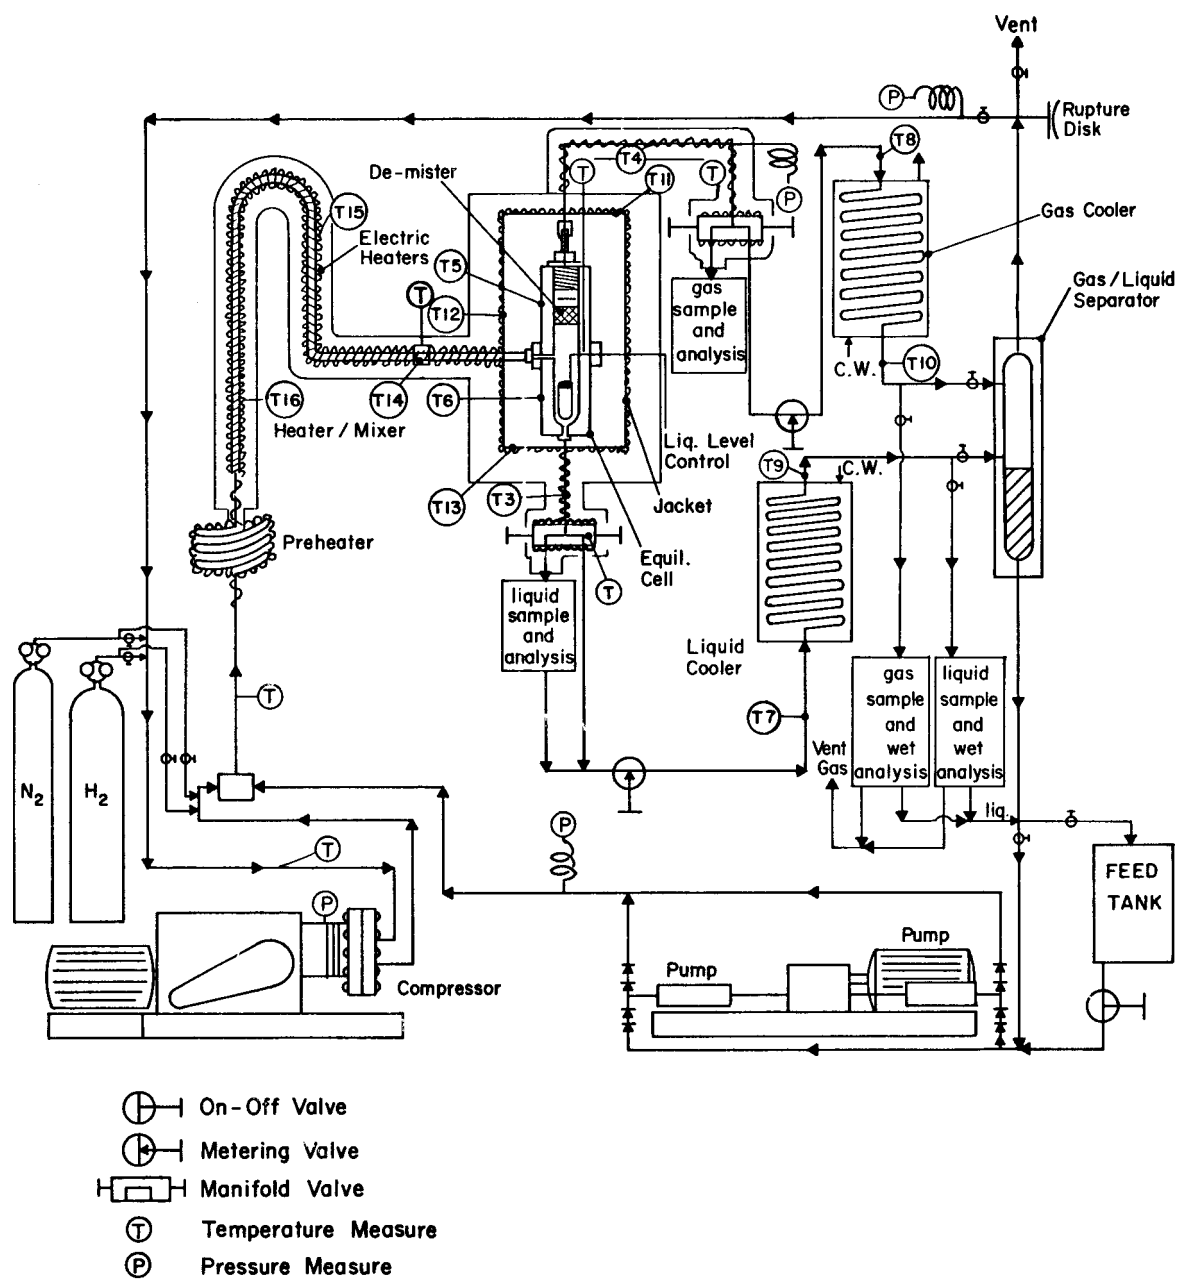 Vent
P
Rupture
Disk
T8
T4
De-mister
T
T11
T
P
T15
Gas Cooler
Electric
Heaters
T5
Gas/Liquid
Separator
T
T12
gas
sample
and
analysis
C.W.
T10
T16
T14
T6
Heater/Mixer
Liq. Level
Control
T9
C.W.
T13
T3
Jacket
Preheater
Equil.
Cell
T
liquid
sample
and
analysis
Liquid
Cooler
gas
sample
and
wet
analysis
liquid
sample
and
wet
analysis
T
T7
Vent
Gas
N2
H2
liq.
P
T
FEED
TANK
P
Pump
Pump
Compressor
On-Off Valve
Metering Valve
Manifold Valve
T Temperature Measure
P Pressure Measure